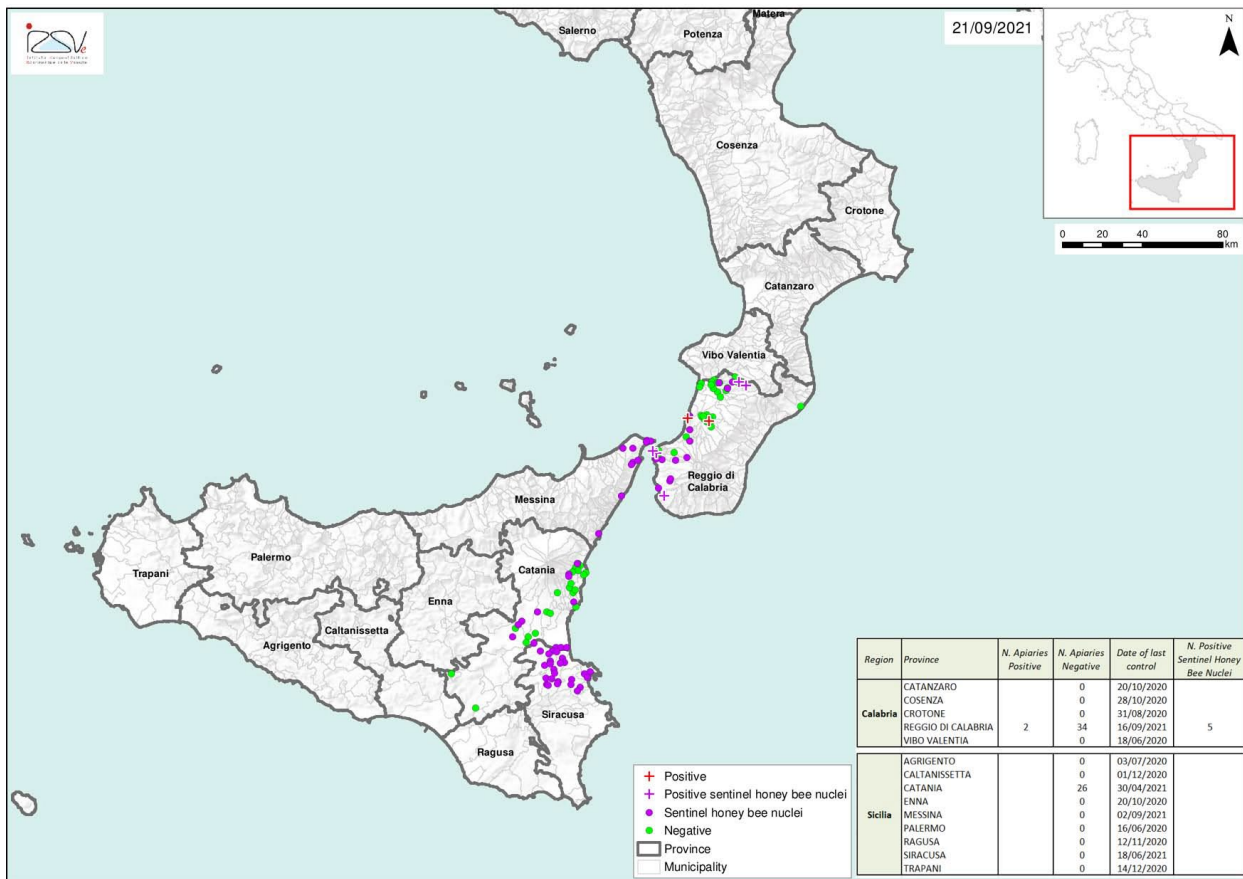 Matera
Salerno
Potenza
21/09/2021
N
Cosenza
Crotone
0 20 40 80
km
Catanzaro
Vibo Valentia
Reggio di
Calabria
Messina
Palermo
Trapani
Catania
Enna
Caltanissetta
Agrigento
Siracusa
Ragusa
Positive
Positive sentinel honey bee nuclei
Sentinel honey bee nuclei
Negative
Province
Municipality
Region Province N. Apiaries Positive N. Apiaries Negative Date of last control N. Positive Sentinel Honey Bee Nuclei
Calabria
CATANZARO 0 20/10/2020
COSENZA 0 28/10/2020
CROTONE 0 31/08/2020
REGGIO DI CALABRIA 2 34 16/09/2021 5
VIBO VALENTIA 0 18/06/2020
Sicilia
AGRIGENTO 0 03/07/2020
CALTANISSETTA 0 01/12/2020
CATANIA 26 30/04/2021
ENNA 0 20/10/2020
MESSINA 0 02/09/2021
PALERMO 0 16/06/2020
RAGUSA 0 12/11/2020
SIRACUSA 0 18/06/2021
TRAPANI 0 14/12/2020